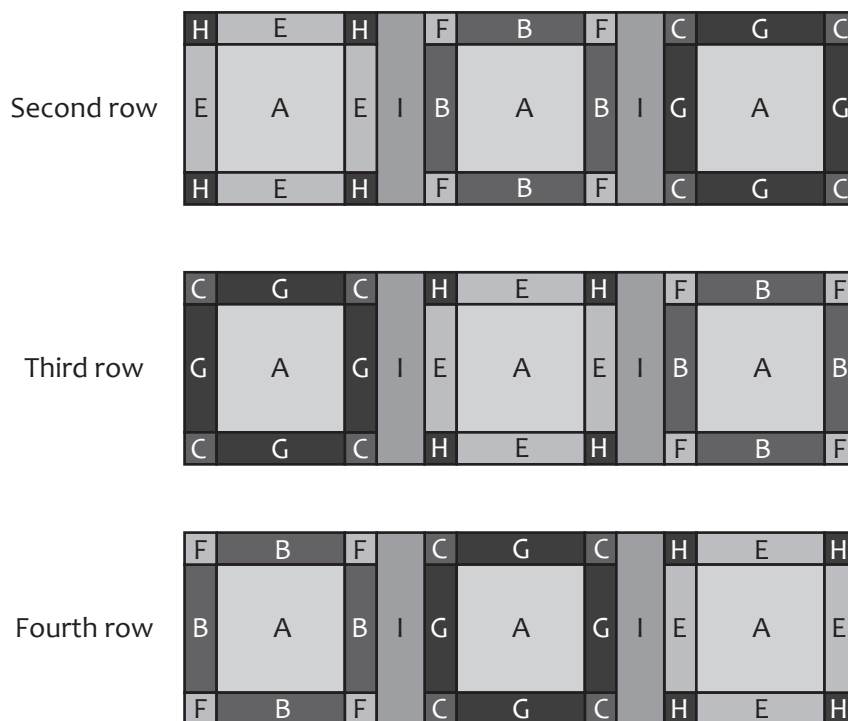 H E H F B F C G C
Second row E A E I B A B I G A G
H E H F B F C G C
C G C H E H F B F
Third row G A G I E A E I B A B
C G C H E H F B F
F B F C G C H E H
Fourth row B A B I G A G I E A E
F B F C G C H E H